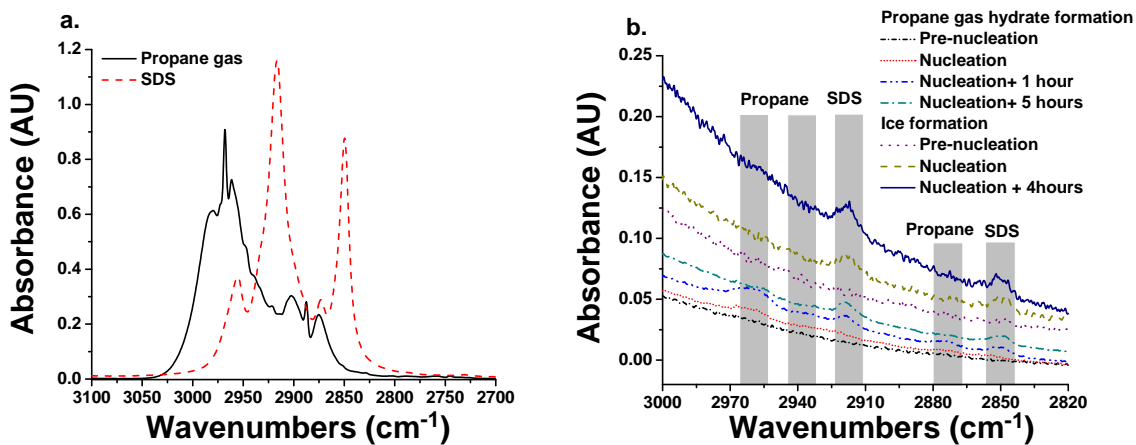 a.
Propane gas
SDS
1.2
1.0
0.8
0.6
0.4
0.2
0.0
Absorbance (AU)
3100 3050 3000 2950 2900 2850 2800 2750 2700
Wavenumbers (cm-1)
b.
Propane gas hydrate formation
Pre-nucleation
Nucleation
Nucleation+ 1 hour
Nucleation+ 5 hours
Ice formation
Pre-nucleation
Nucleation
Nucleation + 4hours
Propane SDS
Propane SDS
0.25
0.20
0.15
0.10
0.05
0.00
Absorbance (AU)
3000 2970 2940 2910 2880 2850 2820
Wavenumbers (cm-1)